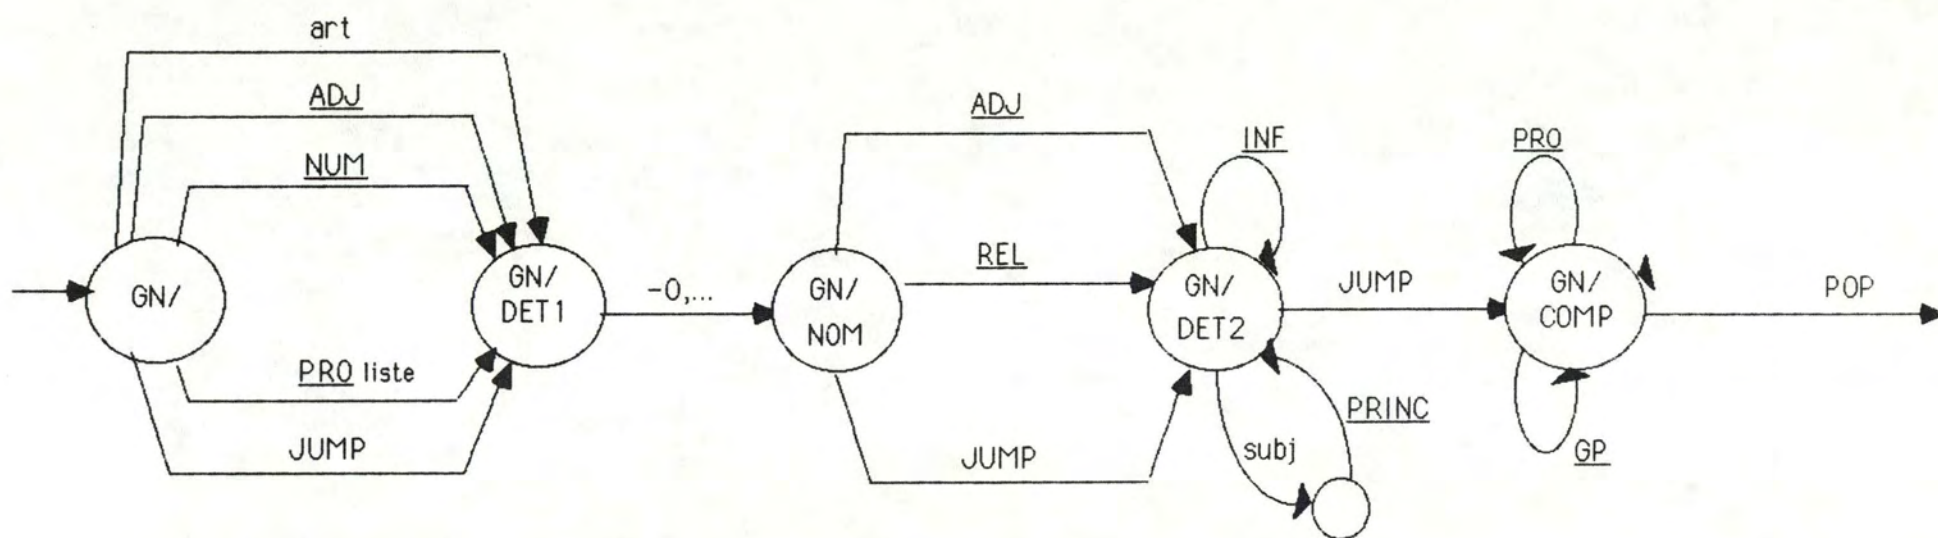 art
ADJ
NUM
GN/
PRO liste
JUMP
GN/
DET1
-0,...
GN/
NOM
ADJ
REL
JUMP
INF
GN/
DET2
subj
PRINC
JUMP
PRO
GN/
COMP
GP
POP